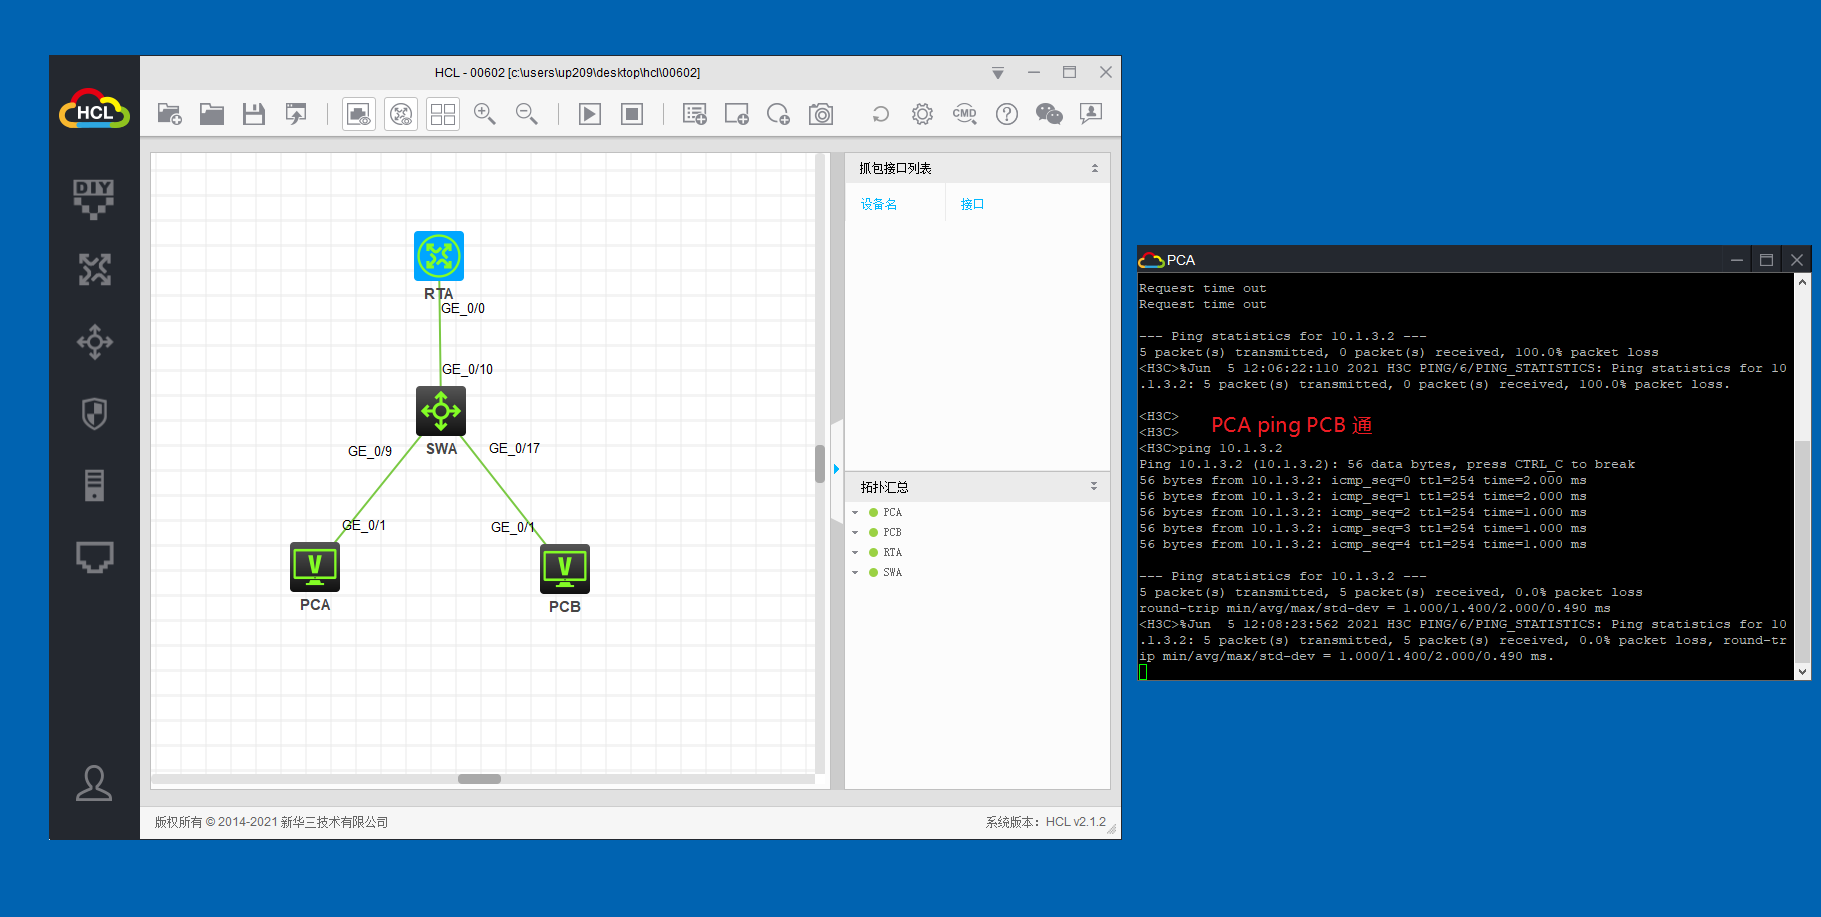 HCL - 00602 [c:\users\up209\desktop\hcl\00602]
HCL
DIY
CMD
RTA
GE_0/0
GE_0/10
SWA
GE_0/9
GE_0/17
GE_0/1
GE_0/1
PCA
PCB
抓包接口列表
设备名 接口
拓扑汇总
PCA
PCB
RTA
SWA
版权所有 © 2014-2021 新华三技术有限公司
系统版本：HCL v2.1.2
PCA
Request time out
Request time out
--- Ping statistics for 10.1.3.2 ---
5 packet(s) transmitted, 0 packet(s) received, 100.0% packet loss
<H3C>%Jun  5 12:06:22:110 2021 H3C PING/6/PING_STATISTICS: Ping statistics for 10
.1.3.2: 5 packet(s) transmitted, 0 packet(s) received, 100.0% packet loss.
<H3C>
<H3C>
PCA ping PCB 通
<H3C>ping 10.1.3.2
Ping 10.1.3.2 (10.1.3.2): 56 data bytes, press CTRL_C to break
56 bytes from 10.1.3.2: icmp_seq=0 ttl=254 time=2.000 ms
56 bytes from 10.1.3.2: icmp_seq=1 ttl=254 time=2.000 ms
56 bytes from 10.1.3.2: icmp_seq=2 ttl=254 time=1.000 ms
56 bytes from 10.1.3.2: icmp_seq=3 ttl=254 time=1.000 ms
56 bytes from 10.1.3.2: icmp_seq=4 ttl=254 time=1.000 ms
--- Ping statistics for 10.1.3.2 ---
5 packet(s) transmitted, 5 packet(s) received, 0.0% packet loss
round-trip min/avg/max/std-dev = 1.000/1.400/2.000/0.490 ms
<H3C>%Jun  5 12:08:23:562 2021 H3C PING/6/PING_STATISTICS: Ping statistics for 10
.1.3.2: 5 packet(s) transmitted, 5 packet(s) received, 0.0% packet loss, round-tr
ip min/avg/max/std-dev = 1.000/1.400/2.000/0.490 ms.